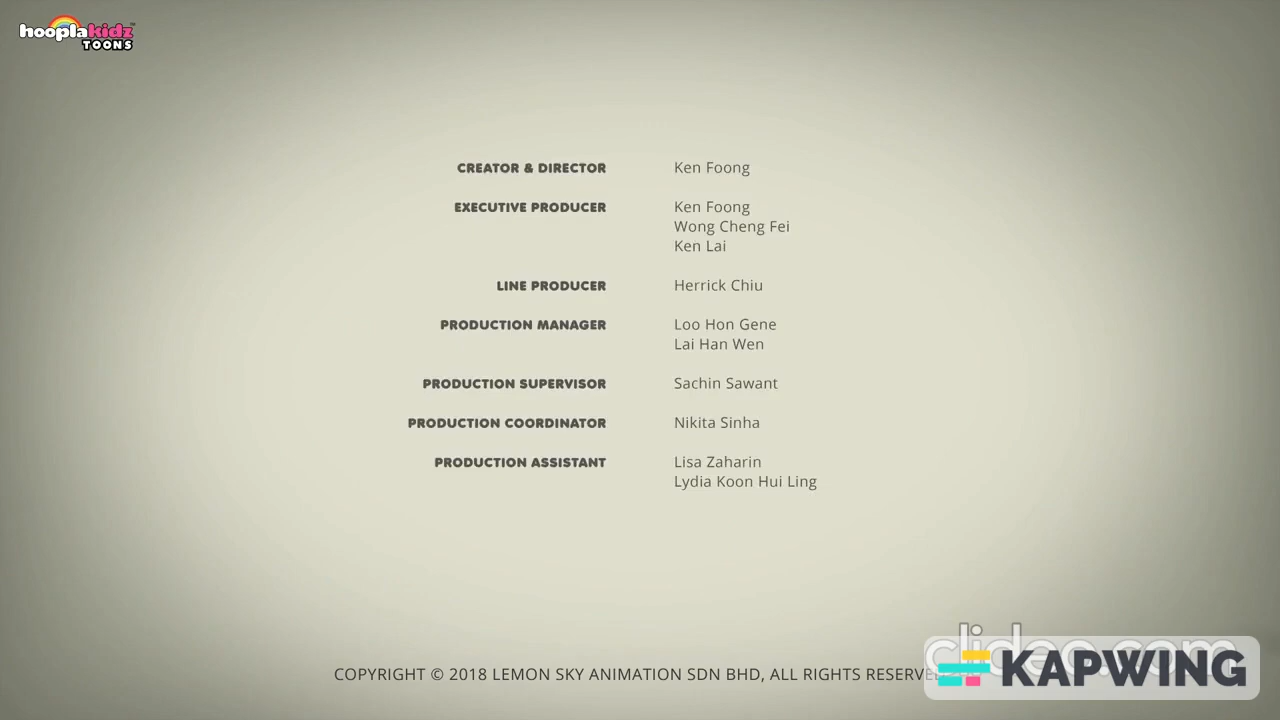 hooplakidz™
TOONS
CREATOR & DIRECTOR Ken Foong
EXECUTIVE PRODUCER Ken Foong
Wong Cheng Fei
Ken Lai
LINE PRODUCER Herrick Chiu
PRODUCTION MANAGER Loo Hon Gene
Lai Han Wen
PRODUCTION SUPERVISOR Sachin Sawant
PRODUCTION COORDINATOR Nikita Sinha
PRODUCTION ASSISTANT Lisa Zaharin
Lydia Koon Hui Ling
clideo.com
COPYRIGHT © 2018 LEMON SKY ANIMATION SDN BHD, ALL RIGHTS RESERVE
KAPWING